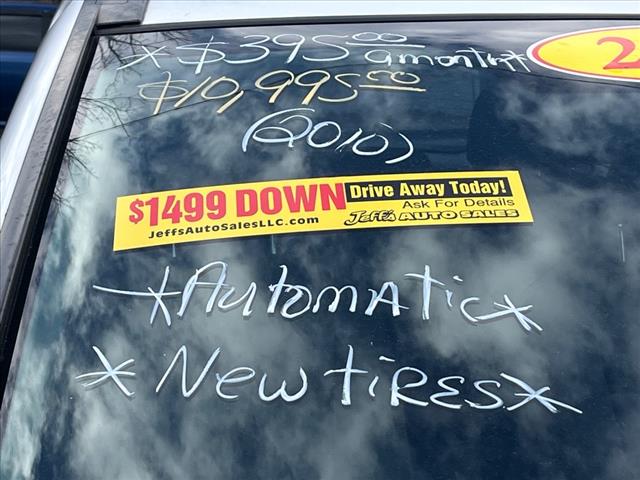 *$395.00 a month*
$10,995.00
(2010)
$1499 DOWN Drive Away Today!
Ask For Details
JeffsAutoSalesLLC.com Jeff's AUTO SALES
*Automatic*
*New tires*
2